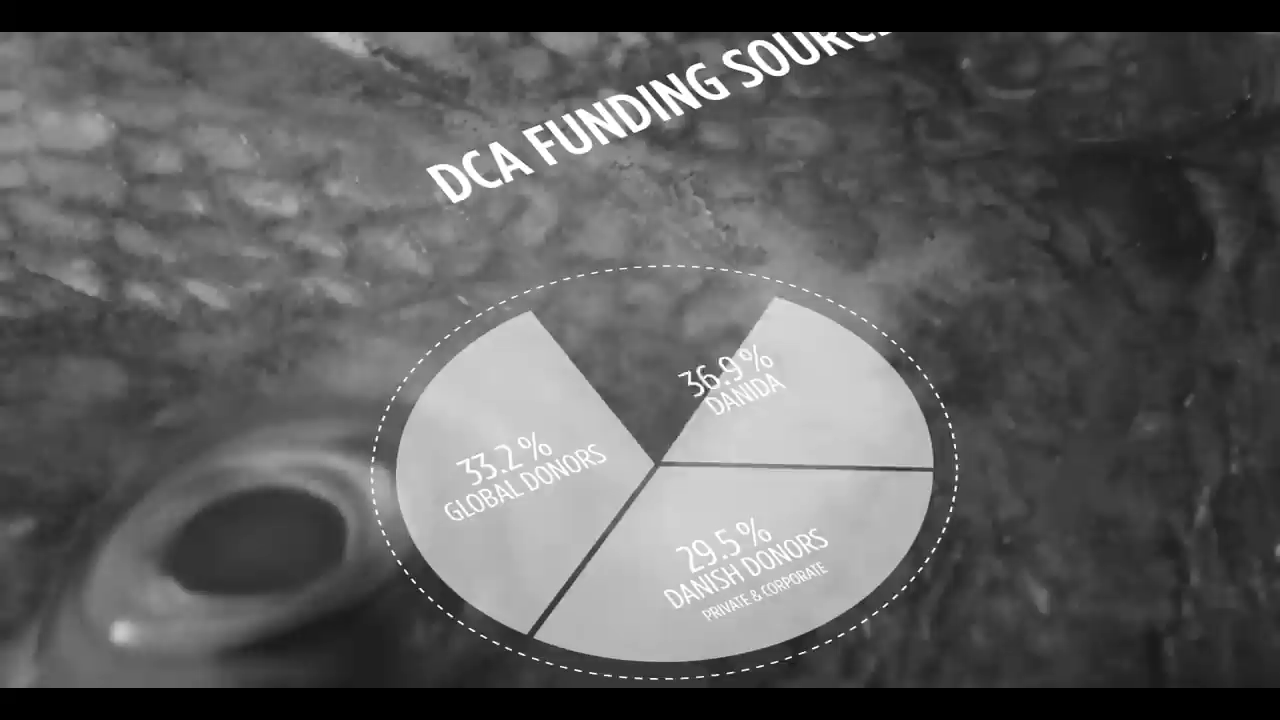 DCA FUNDING SOURC
36.9 %
DANIDA
33.2 %
GLOBAL DONORS
29.5 %
DANISH DONORS
PRIVATE & CORPORATE